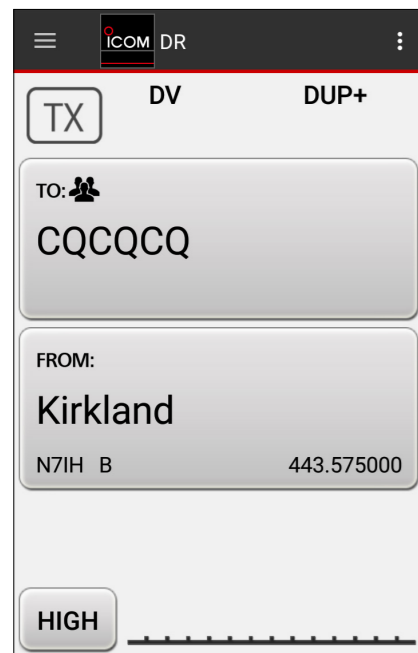 ICOM DR
DV DUP+
TX
TO:
CQCQCQ
FROM:
Kirkland
N7IH B 443.575000
HIGH